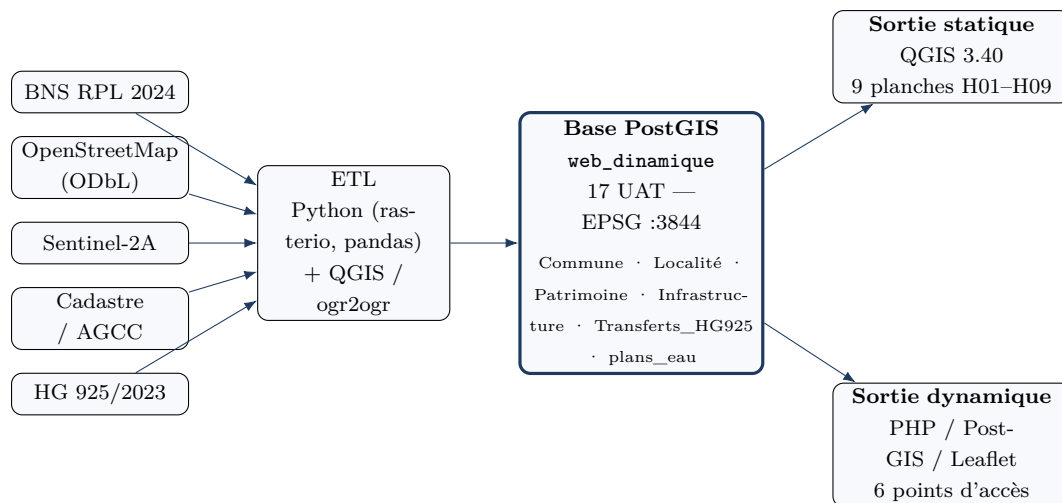 BNS RPL 2024
OpenStreetMap
(ODbL)
Sentinel-2A
Cadastre
/ AGCC
HG 925/2023
ETL
Python (ras-
terio, pandas)
+ QGIS /
ogr2ogr
Base PostGIS
web_dinamique
17 UAT —
EPSG :3844
Commune · Localité ·
Patrimoine · Infrastruc-
ture · Transferts_HG925
· plans_eau
Sortie statique
QGIS 3.40
9 planches H01–H09
Sortie dynamique
PHP / Post-
GIS / Leaflet
6 points d'accès